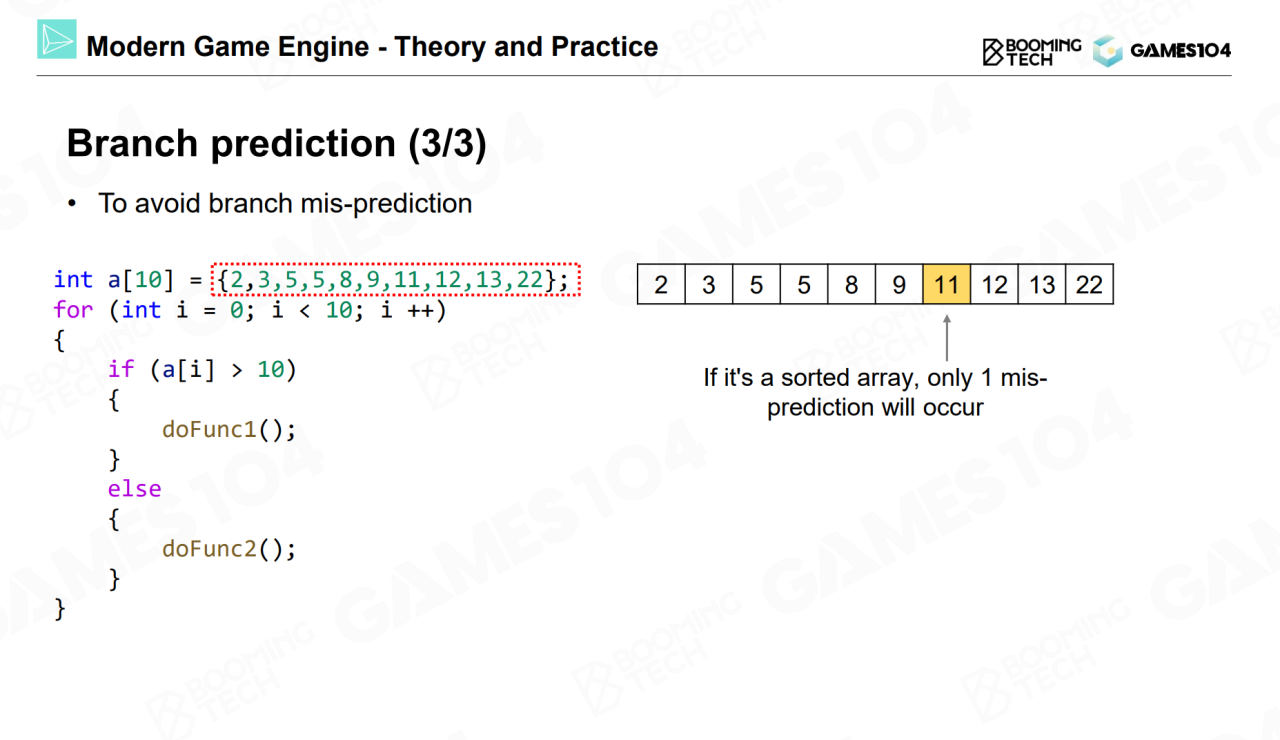 Modern Game Engine - Theory and Practice
BOOMING
TECH
GAMES104
Branch prediction (3/3)
• To avoid branch mis-prediction
int a[10] = {2,3,5,5,8,9,11,12,13,22};
for (int i = 0; i < 10; i ++)
{
if (a[i] > 10)
{
doFunc1();
}
else
{
doFunc2();
}
}
2 3 5 5 8 9 11 12 13 22
If it's a sorted array, only 1 mis-
prediction will occur